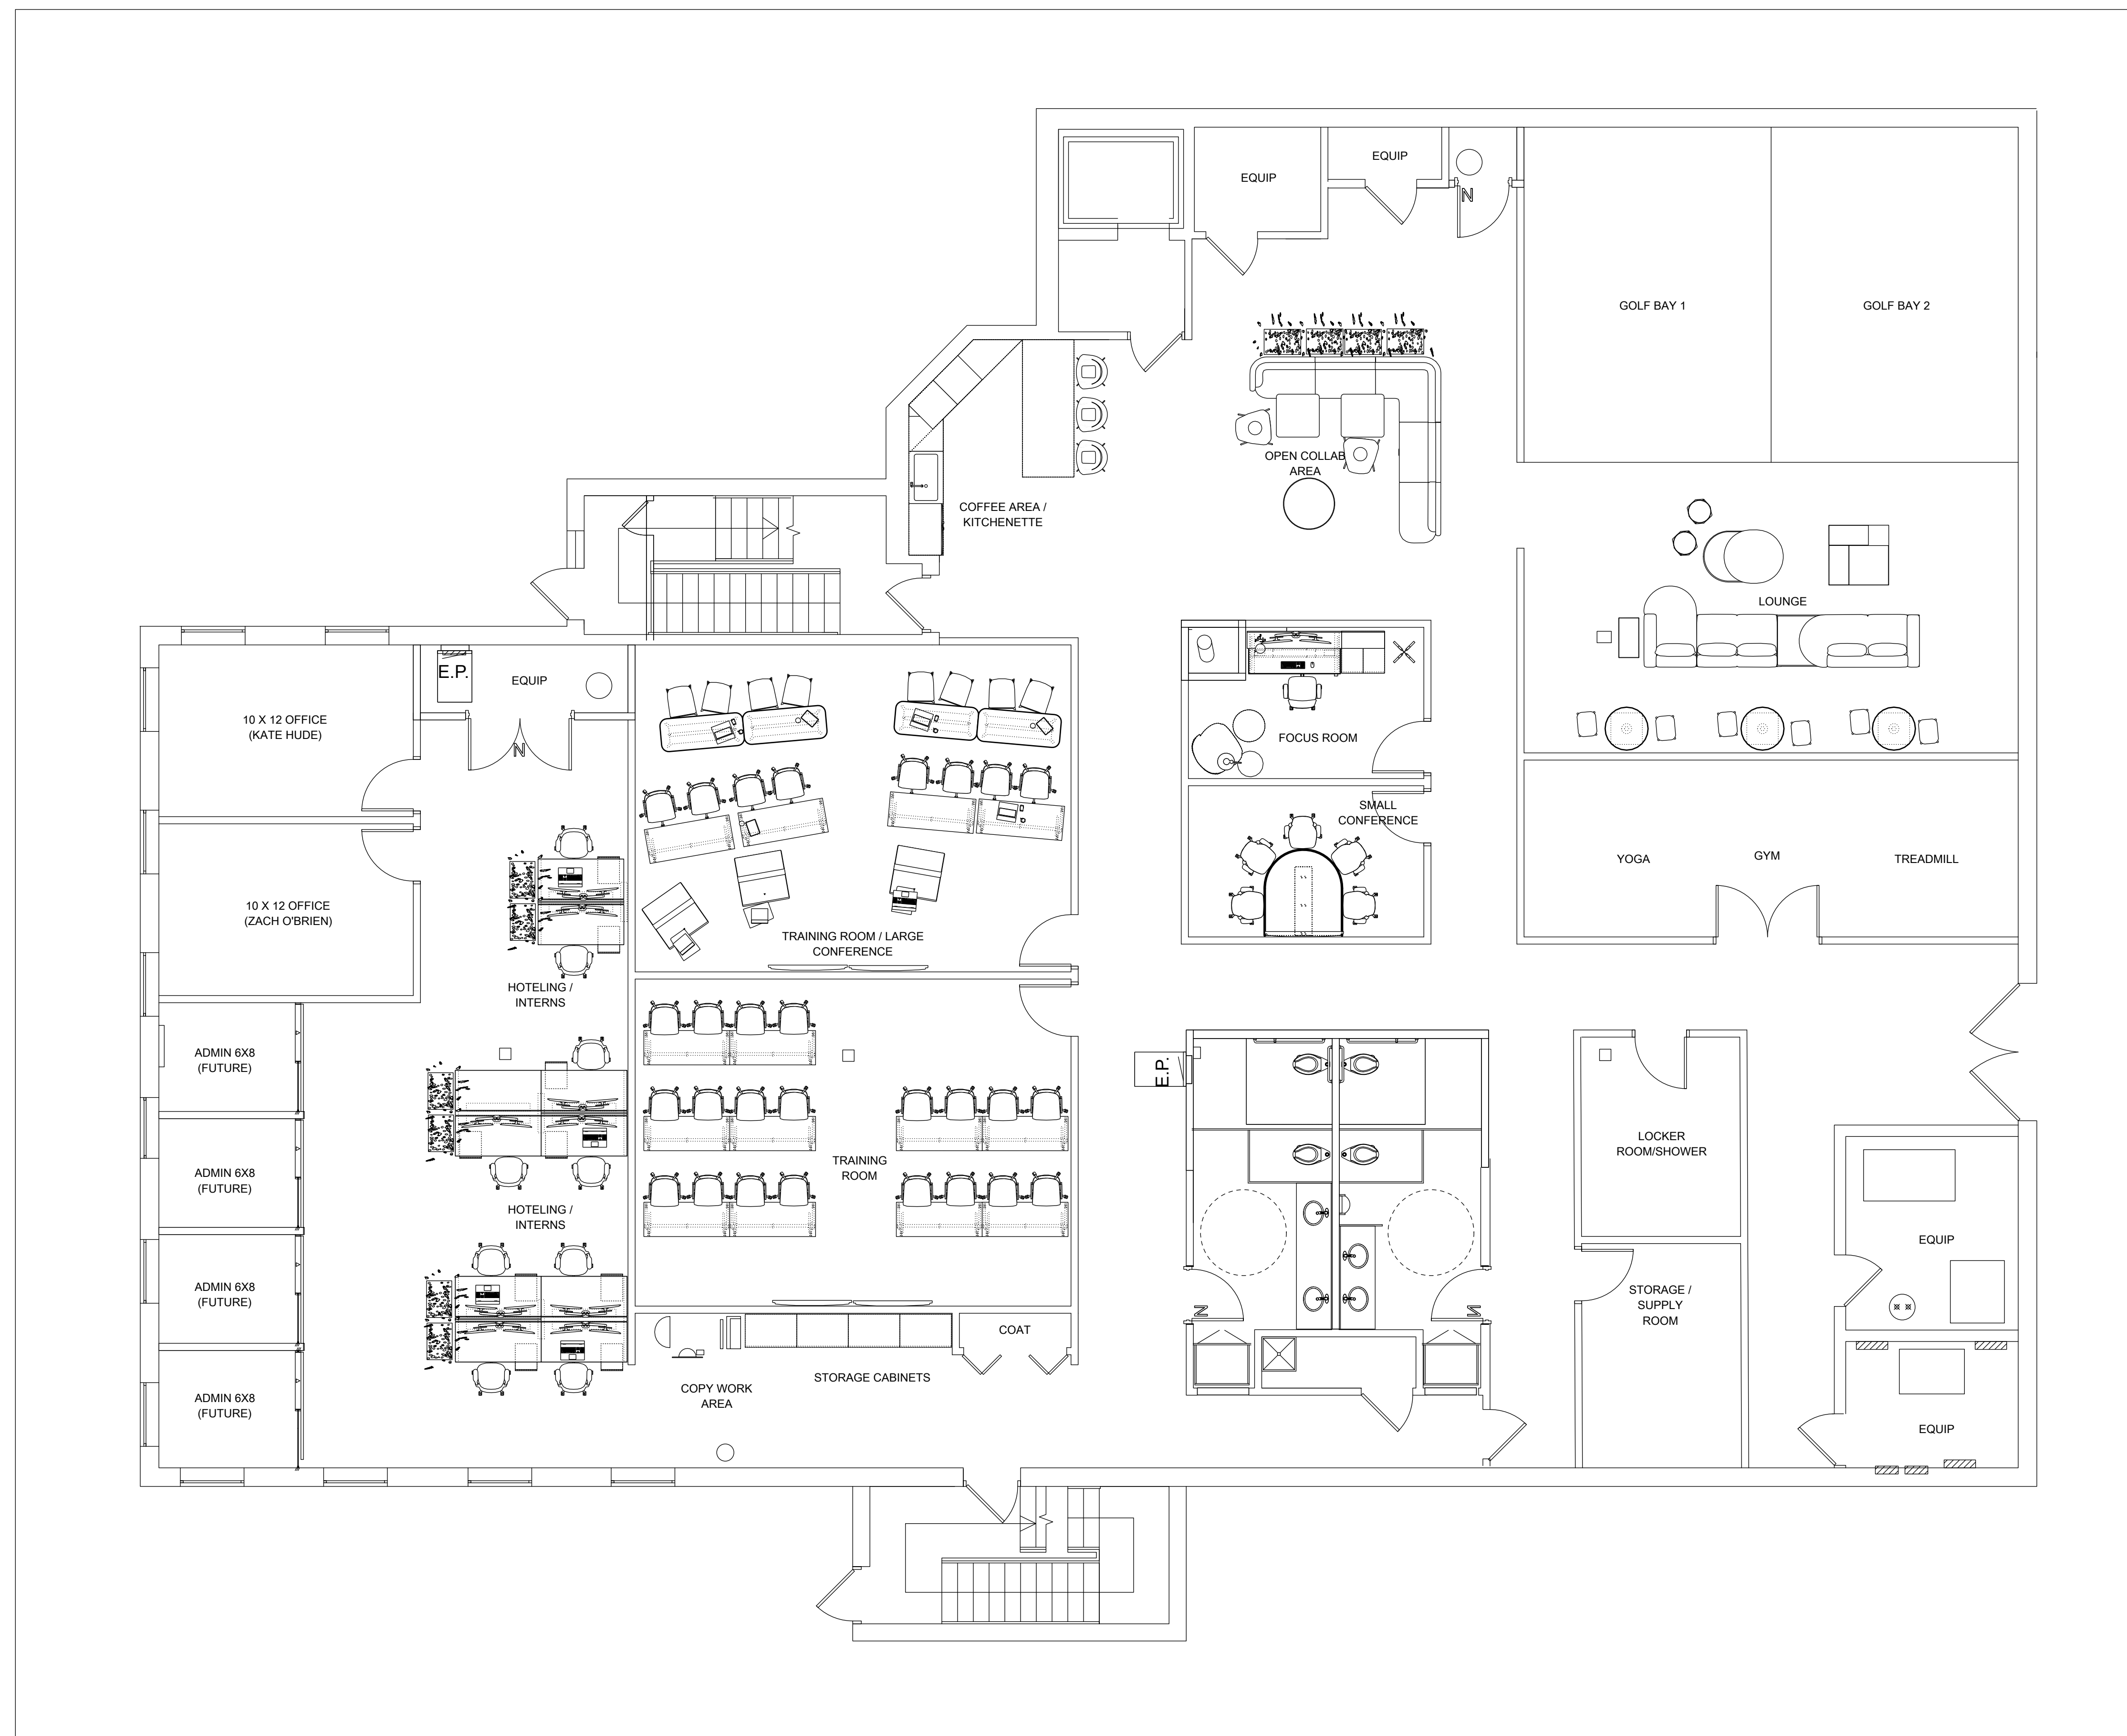 EQUIP
EQUIP
GOLF BAY 1
GOLF BAY 2
OPEN COLLAB
AREA
COFFEE AREA /
KITCHENETTE
LOUNGE
E.P.
EQUIP
10 X 12 OFFICE
(KATE HUDE)
FOCUS ROOM
SMALL
CONFERENCE
YOGA
GYM
TREADMILL
10 X 12 OFFICE
(ZACH O'BRIEN)
TRAINING ROOM / LARGE
CONFERENCE
HOTELING /
INTERNS
ADMIN 6X8
(FUTURE)
E.P.
LOCKER
ROOM/SHOWER
TRAINING
ROOM
ADMIN 6X8
(FUTURE)
HOTELING /
INTERNS
EQUIP
ADMIN 6X8
(FUTURE)
STORAGE /
SUPPLY
ROOM
COAT
STORAGE CABINETS
COPY WORK
AREA
ADMIN 6X8
(FUTURE)
EQUIP